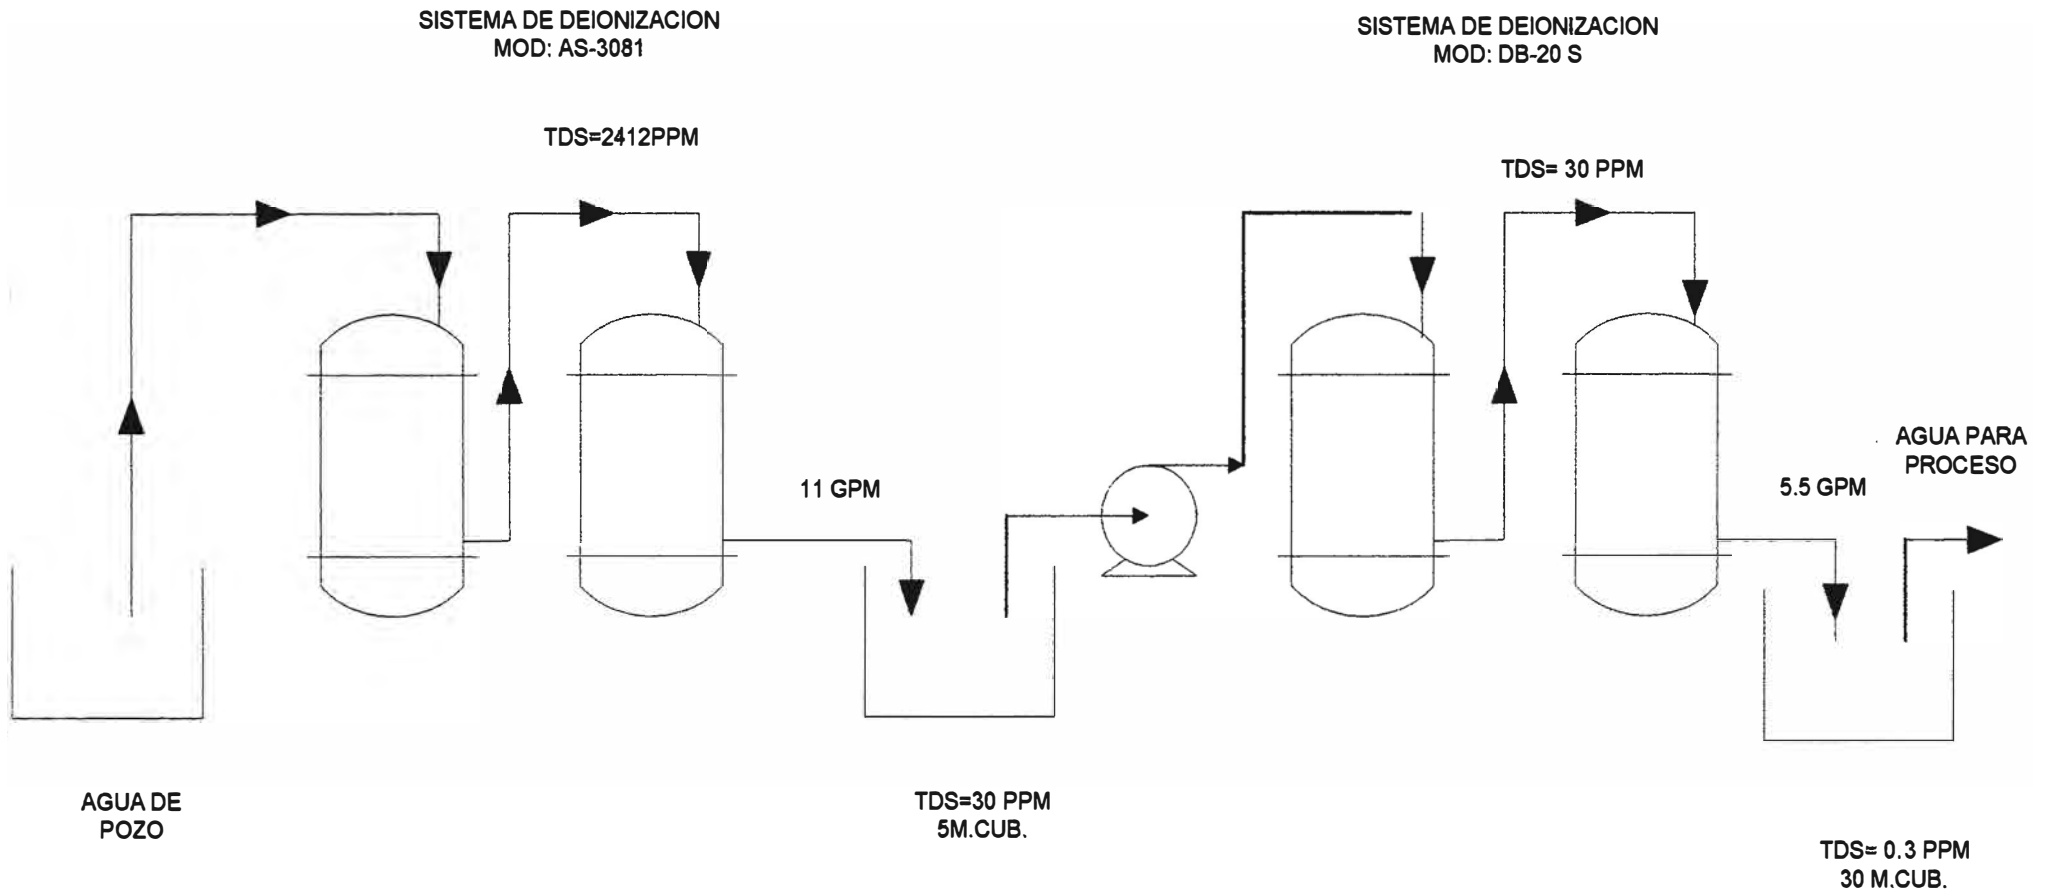 SISTEMA DE DEIONIZACION
MOD: AS-3081
SISTEMA DE DEIONIZACION
MOD: DB-20 S
TDS=2412PPM
TDS= 30 PPM
11 GPM
5.5 GPM
AGUA PARA
PROCESO
AGUA DE
POZO
TDS=30 PPM
5M.CUB.
TDS= 0.3 PPM
30 M.CUB.